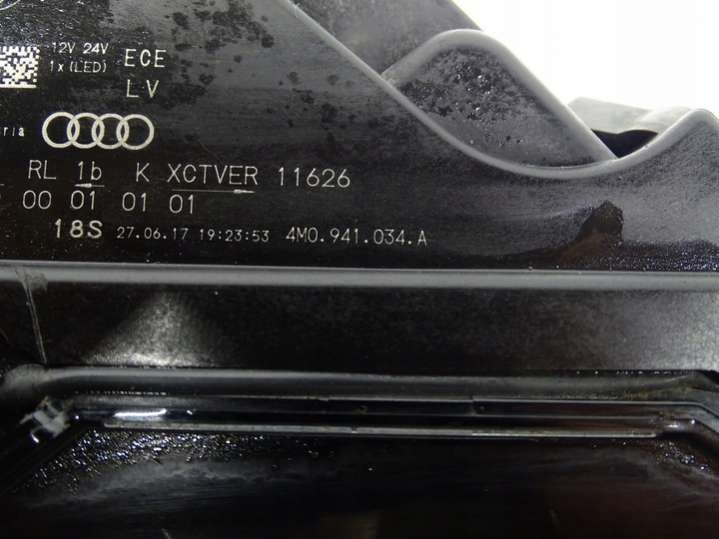 12V 24V
1x(LED)
ECE
LV
ria
RL 1b K XCTVER 11626
00 01 01 01
18S 27.06.17 19:23:53 4M0.941.034.A